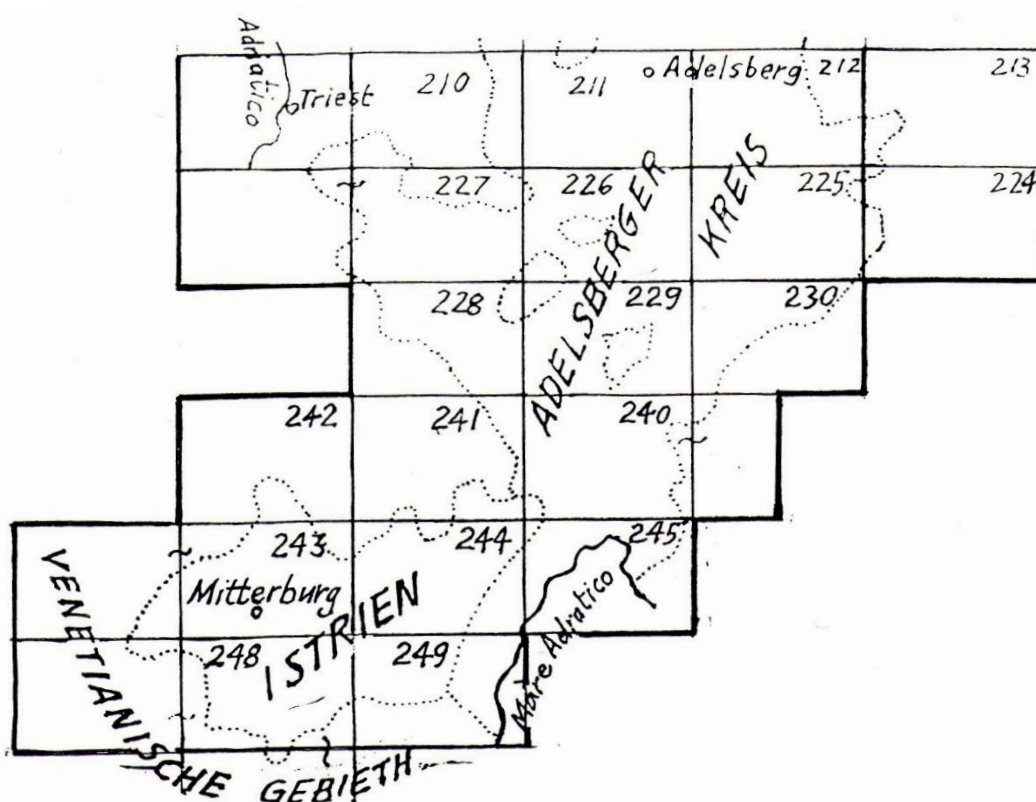 Adriatico
Triest
210
211
Adelsberg
212
213
227
226
225
224
ADELSBERGER
KREIS
228
229
230
242
241
240
243
244
245
Mitterburg
ISTRIEN
VENETIANISCHE GEBIETH
248
249
Mare Adratico